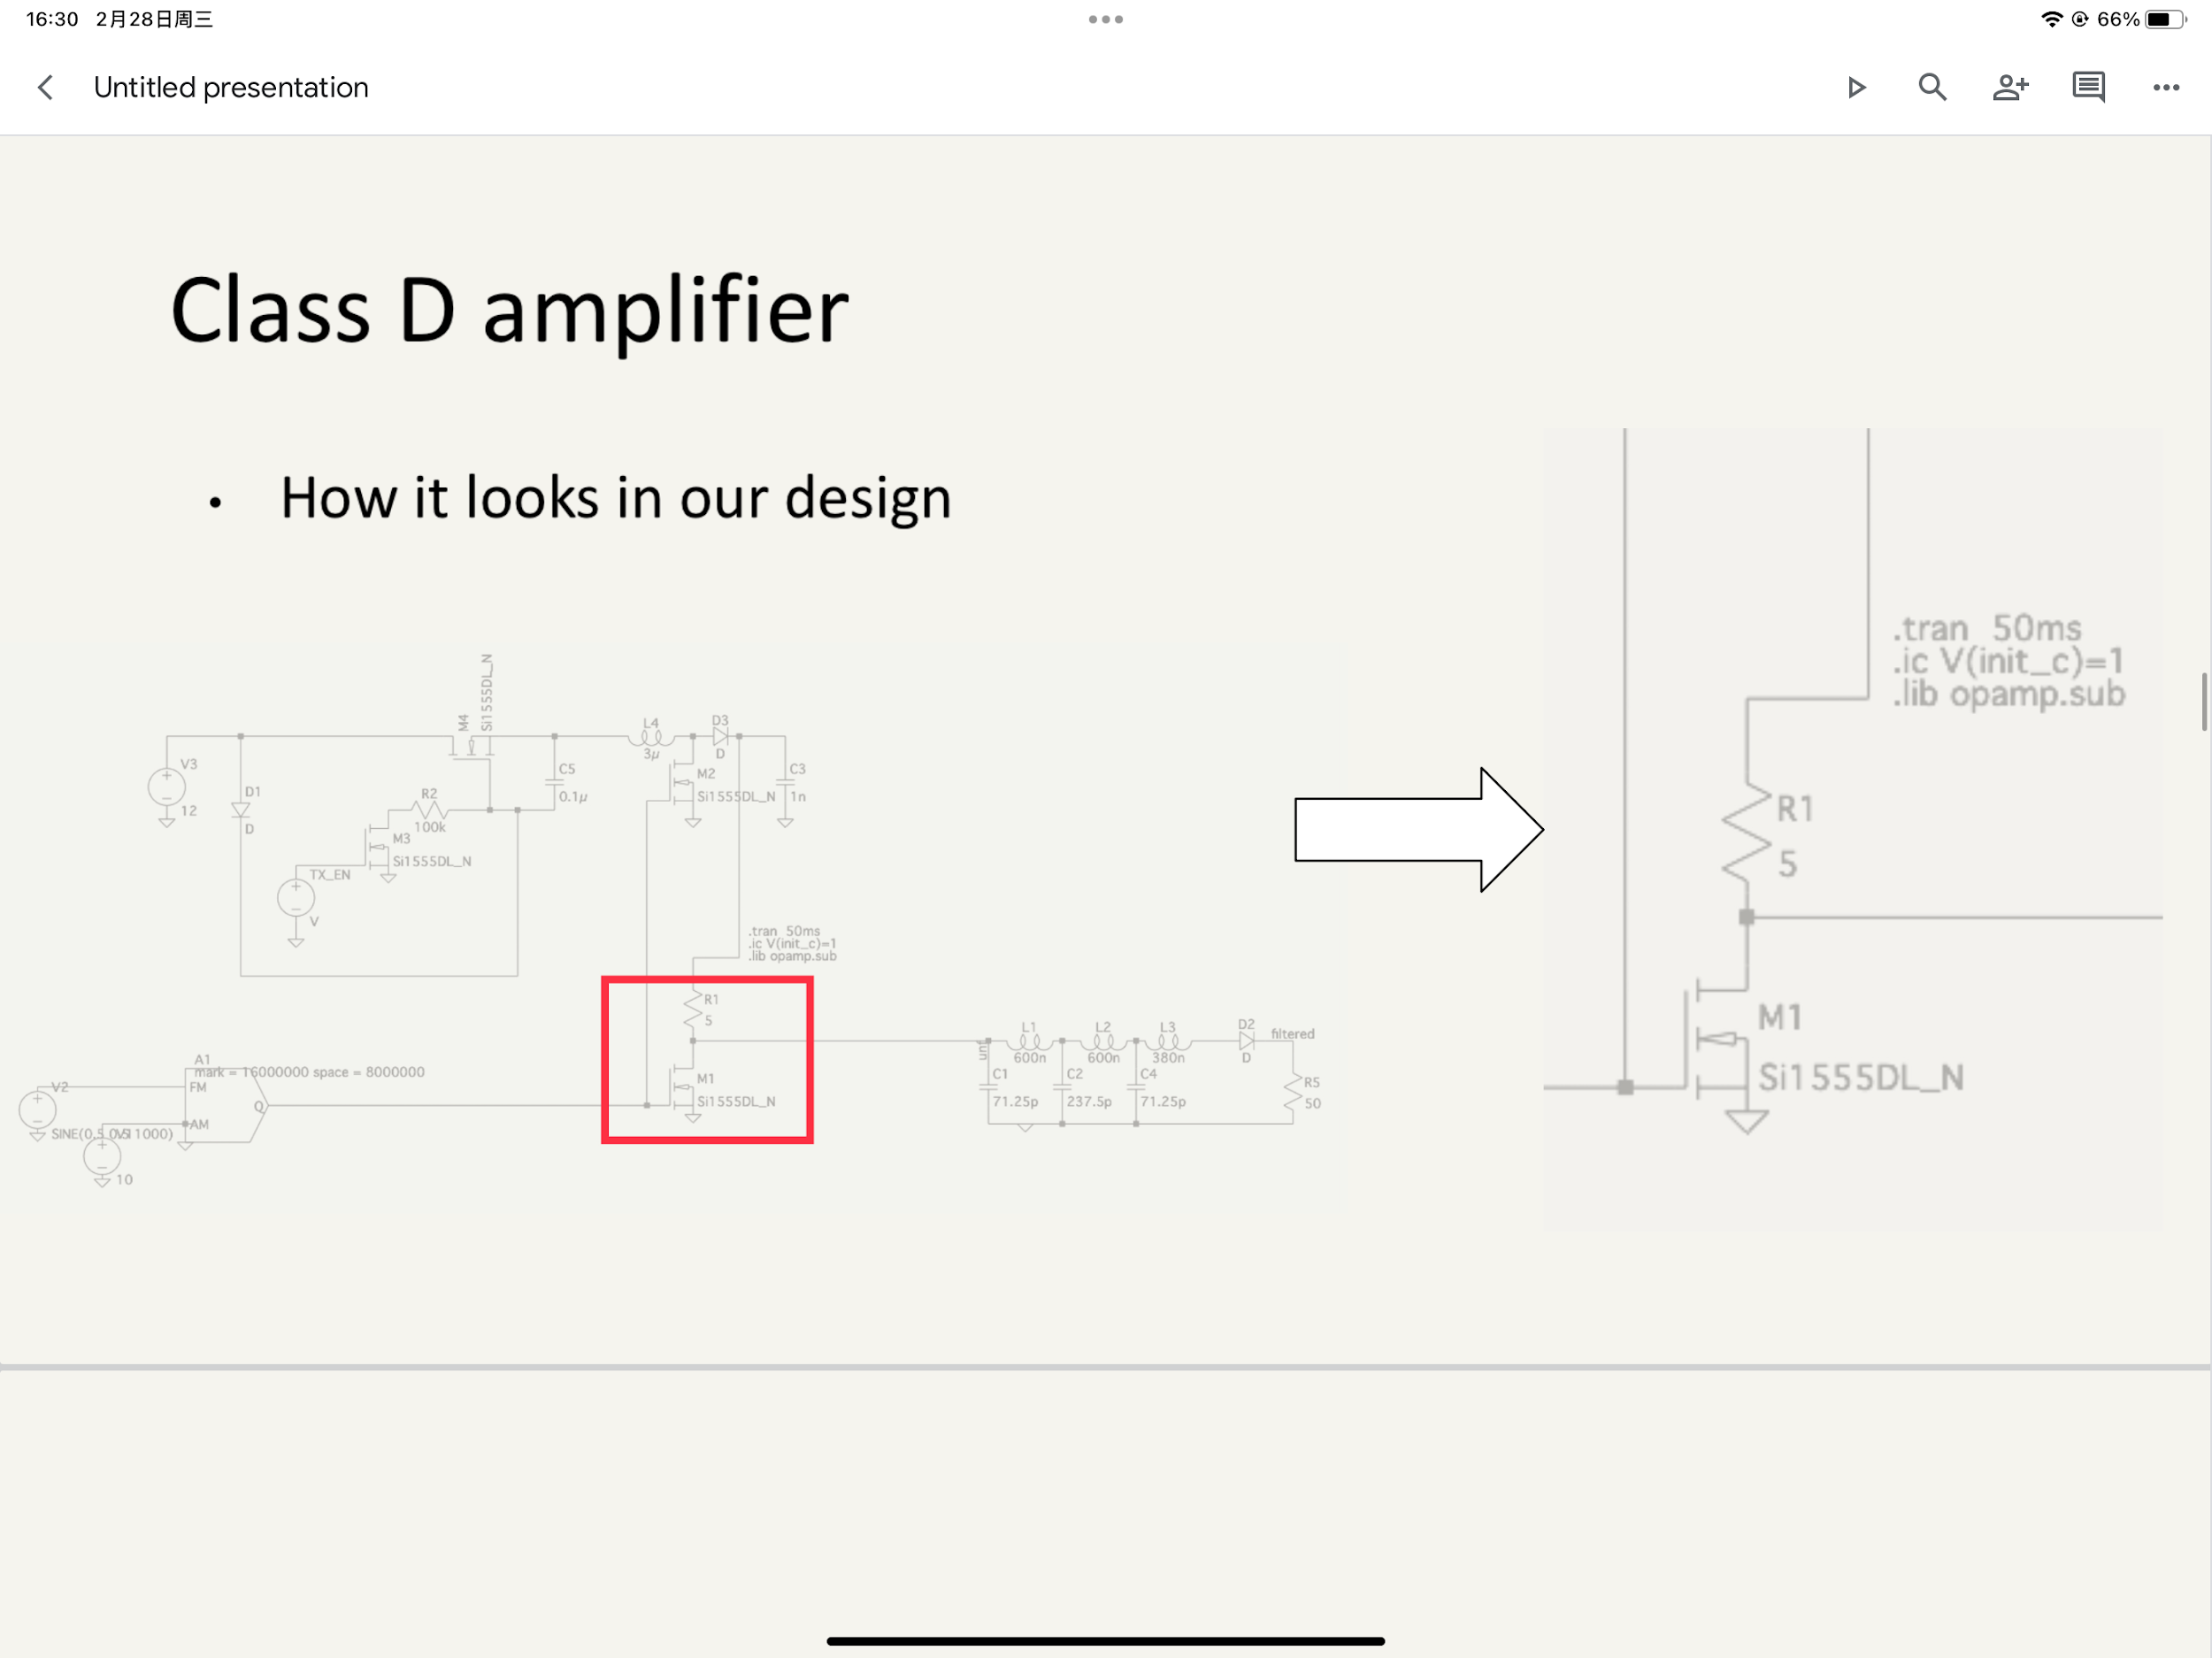 16:30 2月28日周三
66%
Untitled presentation
Class D amplifier
• How it looks in our design
M4
Si1555DL_N
V3
12
D1
D
R2
100k
M3
Si1555DL_N
TX_EN
V
C5
0.1µ
L4
3µ
D3
D
M2
Si1555DL_N
C3
1n
.tran 50ms
.ic V(init_c)=1
.lib opamp.sub
R1
5
M1
Si1555DL_N
A1
mark = 16000000 space = 8000000
FM
AM
Q
V2
SINE(0.5 0.5 1000)
V1
10
C1
71.25p
L1
600n
C2
237.5p
L2
600n
C4
71.25p
L3
380n
D2
D
filtered
R5
50
.tran 50ms
.ic V(init_c)=1
.lib opamp.sub
R1
5
M1
Si1555DL_N